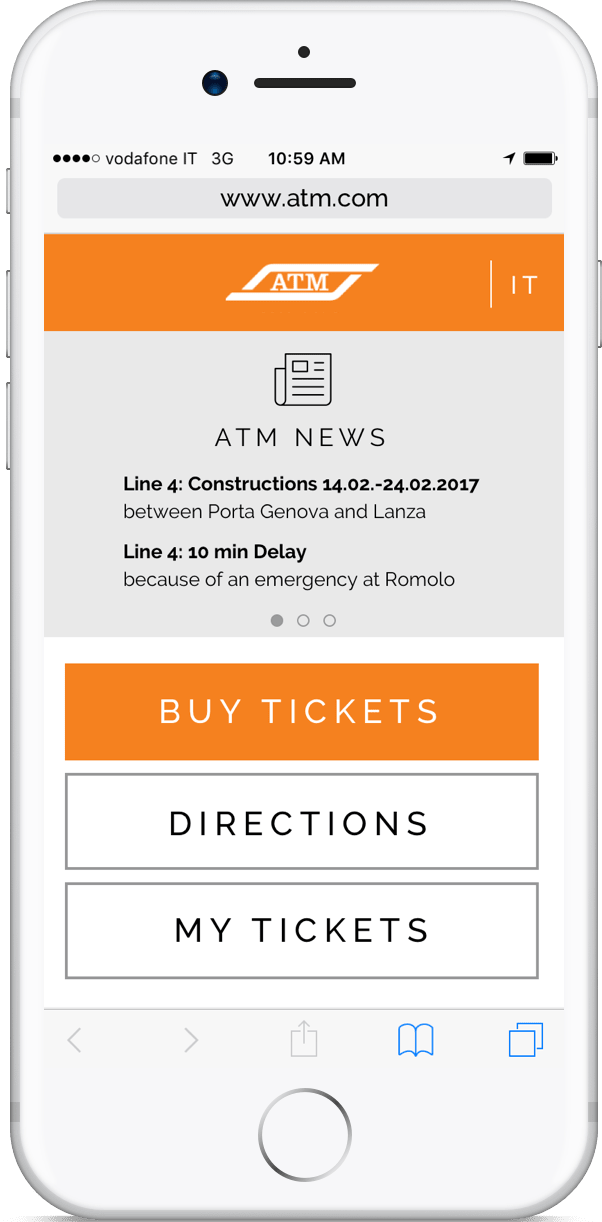 vodafone IT 3G 10:59 AM
www.atm.com
ATM IT
ATM NEWS
Line 4: Constructions 14.02.-24.02.2017
between Porta Genova and Lanza
Line 4: 10 min Delay
because of an emergency at Romolo
BUY TICKETS
DIRECTIONS
MY TICKETS